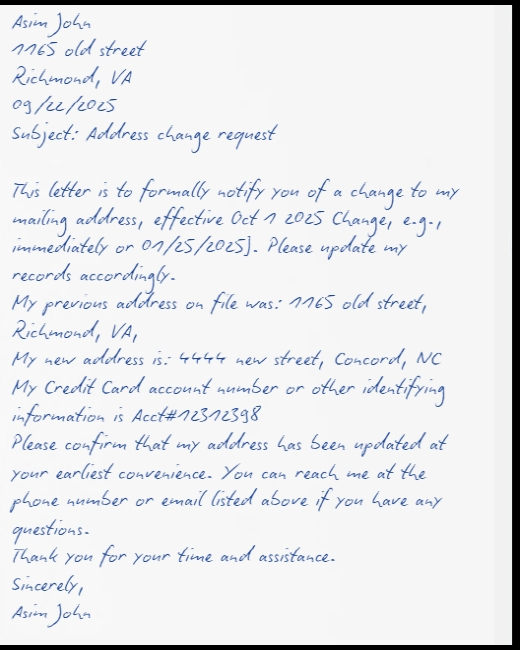 Asim John
1165 old street
Richmond, VA
09/22/2025
Subject: Address change request
This letter is to formally notify you of a change to my
mailing address, effective Oct 1 2025 Change, e.g.,
immediately or 01/25/2025]. Please update my
records accordingly.
My previous address on file was: 1165 old street,
Richmond, VA,
My new address is: 4444 new street, Concord, NC
My Credit Card account number or other identifying
information is Acct#12312398
Please confirm that my address has been updated at
your earliest convenience. You can reach me at the
phone number or email listed above if you have any
questions.
Thank you for your time and assistance.
Sincerely,
Asim John